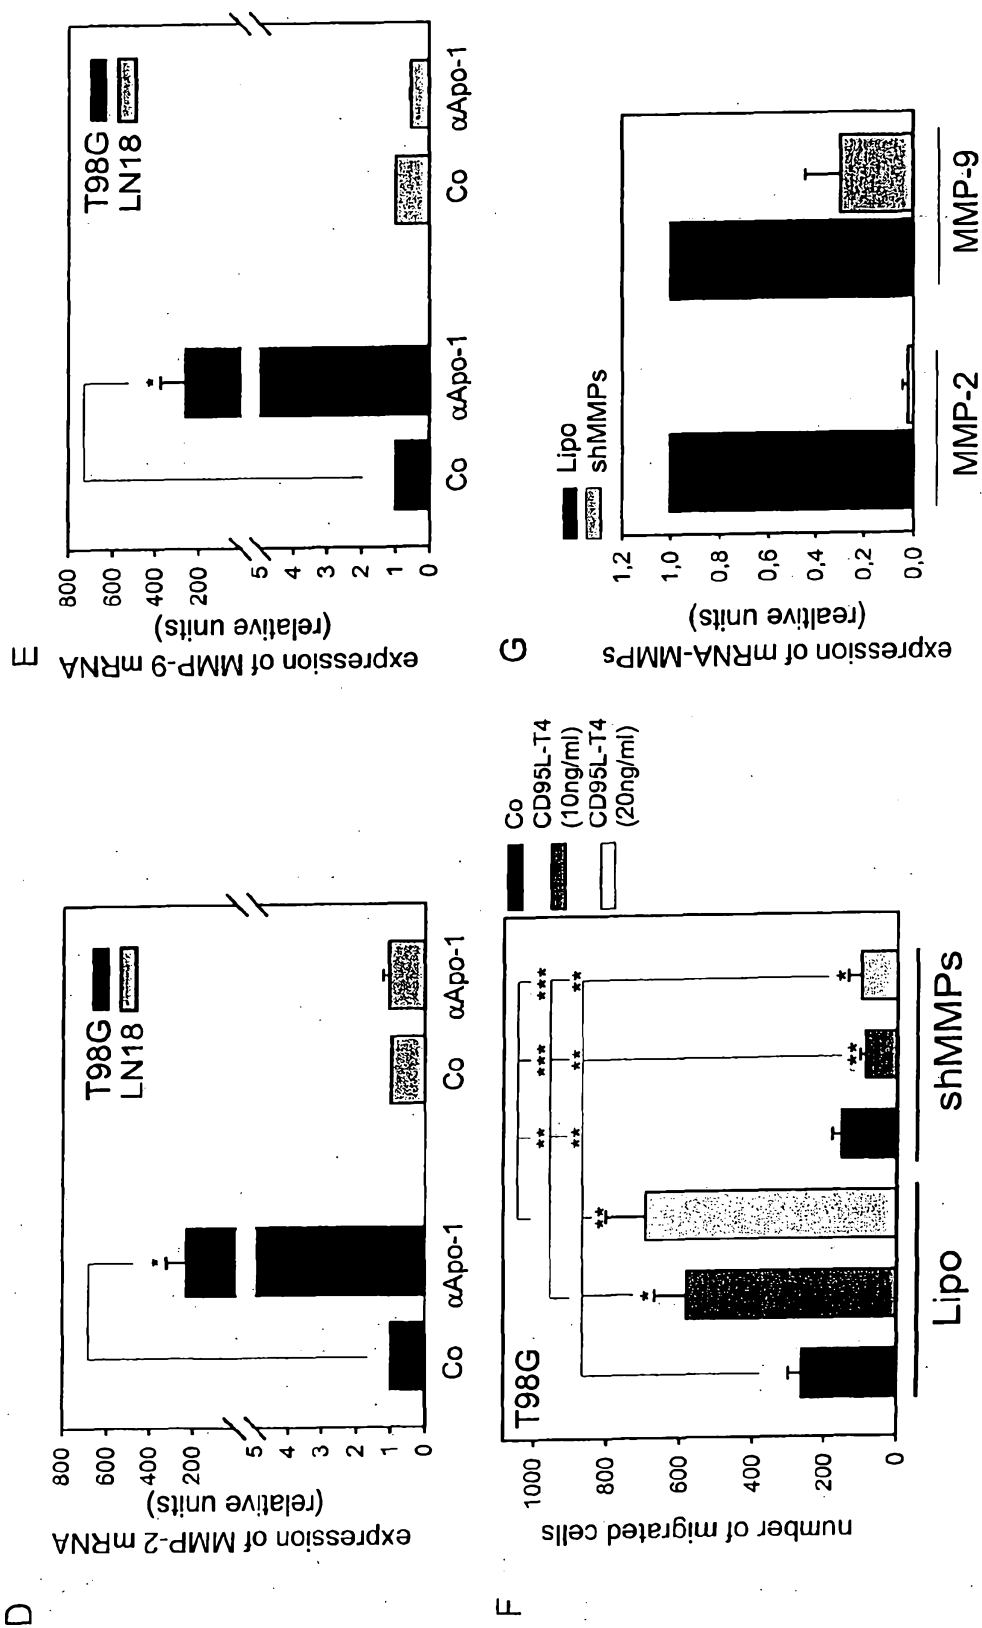 D
expression of MMP-2 mRNA
(relative units)
800
600
400
200
5
4
3
2
1
0
T98G
LN18
*
Co
αApo-1
Co
αApo-1
E
expression of MMP-9 mRNA
(relative units)
800
600
400
200
5
4
3
2
1
0
T98G
LN18
*
Co
αApo-1
Co
αApo-1
F
number of migrated cells
1000
800
600
400
200
0
T98G
Co
CD95L-T4
(10ng/ml)
CD95L-T4
(20ng/ml)
** *** ***
** ** **
* ** ** *
Lipo
shMMPs
G
expression of mRNA-MMPs
(realtive units)
1,2
1,0
0,8
0,6
0,4
0,2
0,0
Lipo
shMMPs
MMP-2
MMP-9